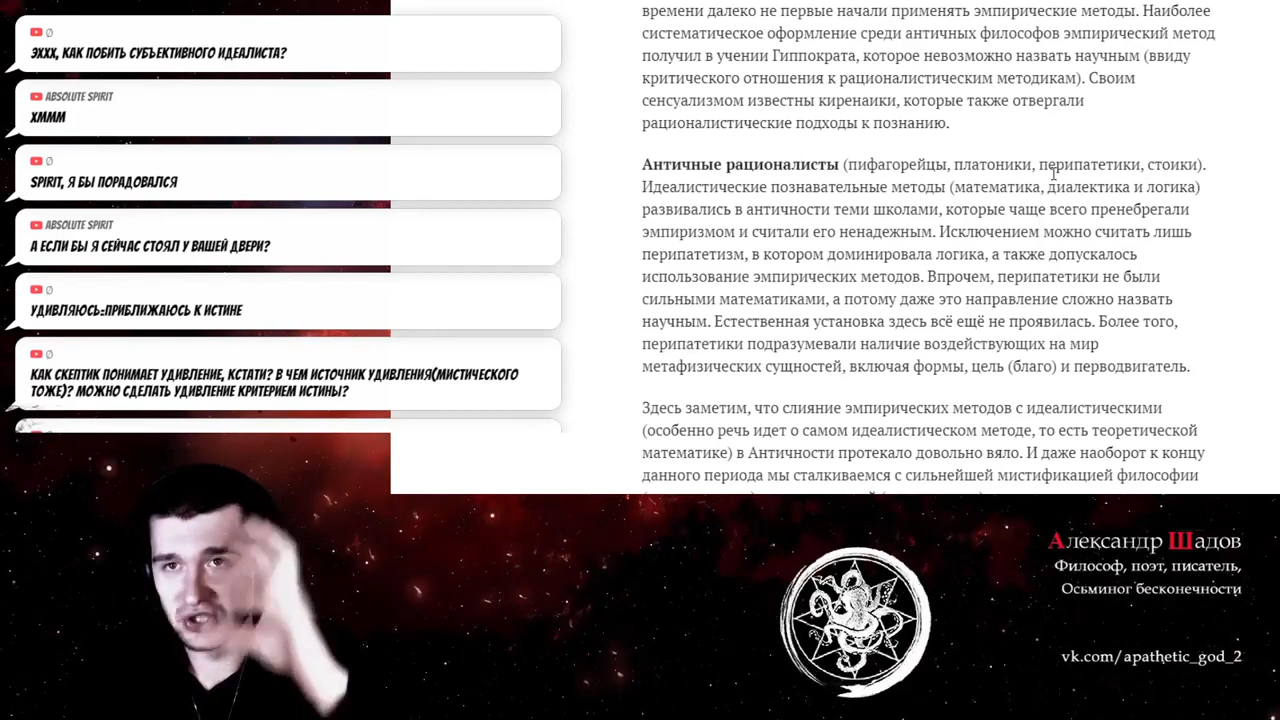 Ø
ЭХХХ, КАК ПОБИТЬ СУБЪЕКТИВНОГО ИДЕАЛИСТА?
ABSOLUTE SPIRIT
ХМММ
Ø
SPIRIT, Я БЫ ПОРАДОВАЛСЯ
ABSOLUTE SPIRIT
А ЕСЛИ БЫ Я СЕЙЧАС СТОЯЛ У ВАШЕЙ ДВЕРИ?
Ø
УДИВЛЯЮСЬ=ПРИБЛИЖАЮСЬ К ИСТИНЕ
Ø
КАК СКЕПТИК ПОНИМАЕТ УДИВЛЕНИЕ, КСТАТИ? В ЧЕМ ИСТОЧНИК УДИВЛЕНИЯ(МИСТИЧЕСКОГО
ТОЖЕ)? МОЖНО СДЕЛАТЬ УДИВЛЕНИЕ КРИТЕРИЕМ ИСТИНЫ?
времени далеко не первые начали применять эмпирические методы. Наиболее
систематическое оформление среди античных философов эмпирический метод
получил в учении Гиппократа, которое невозможно назвать научным (ввиду
критического отношения к рационалистическим методикам). Своим
сенсуализмом известны киренаики, которые также отвергали
рационалистические подходы к познанию.
Античные рационалисты (пифагорейцы, платоники, перипатетики, стоики).
Идеалистические познавательные методы (математика, диалектика и логика)
развивались в античности теми школами, которые чаще всего пренебрегали
эмпиризмом и считали его ненадежным. Исключением можно считать лишь
перипатетизм, в котором доминировала логика, а также допускалось
использование эмпирических методов. Впрочем, перипатетики не были
сильными математиками, а потому даже это направление сложно назвать
научным. Естественная установка здесь всё ещё не проявилась. Более того,
перипатетики подразумевали наличие воздействующих на мир
метафизических сущностей, включая формы, цель (благо) и перводвигатель.
Здесь заметим, что слияние эмпирических методов с идеалистическими
(особенно речь идет о самом идеалистическом методе, то есть теоретической
математике) в Античности протекало довольно вяло. И даже наоборот к концу
данного периода мы сталкиваемся с сильнейшей мистификацией философии
Александр Шадов
Философ, поэт, писатель,
Осьминог бесконечности
vk.com/apathetic_god_2